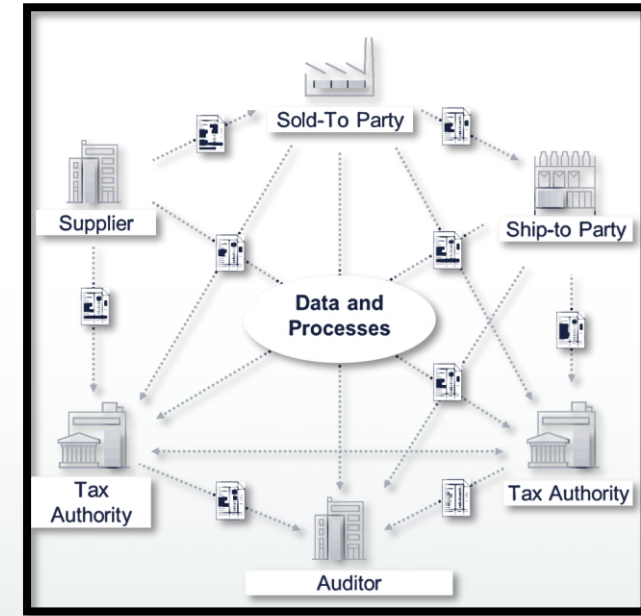 Sold-To Party
Supplier
Ship-to Party
Data and
Processes
Tax
Authority
Tax Authority
Auditor